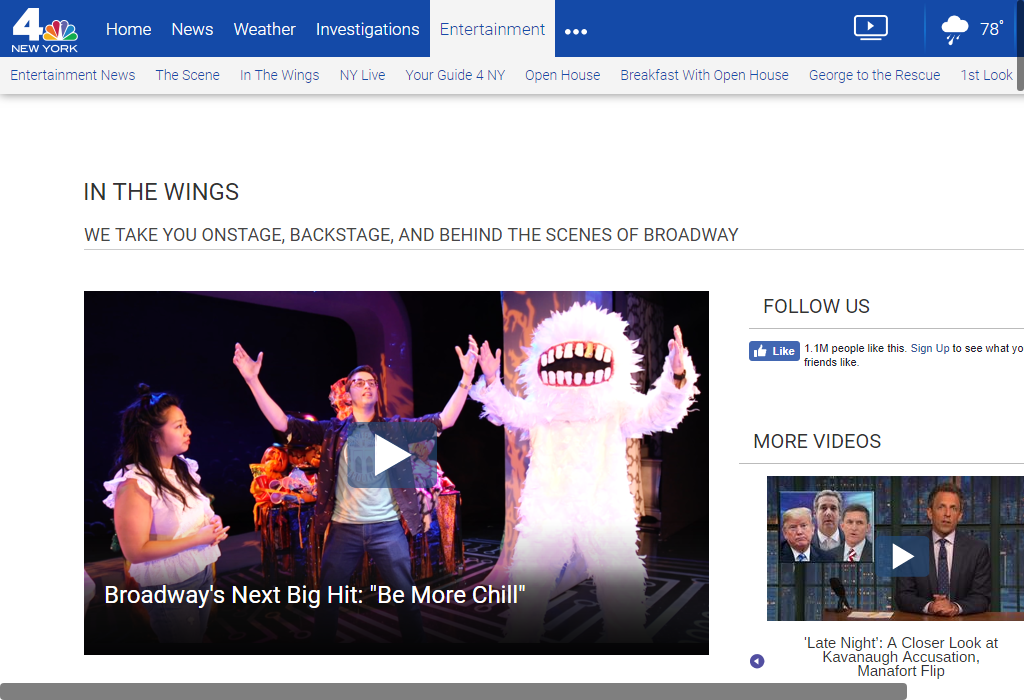 4
NEW YORK
Home News Weather Investigations Entertainment
78°
Entertainment News The Scene In The Wings NY Live Your Guide 4 NY Open House Breakfast With Open House George to the Rescue 1st Look
IN THE WINGS
WE TAKE YOU ONSTAGE, BACKSTAGE, AND BEHIND THE SCENES OF BROADWAY
Broadway's Next Big Hit: "Be More Chill"
FOLLOW US
Like 1.1M people like this. Sign Up to see what yo
friends like.
MORE VIDEOS
'Late Night': A Closer Look at
Kavanaugh Accusation,
Manafort Flip